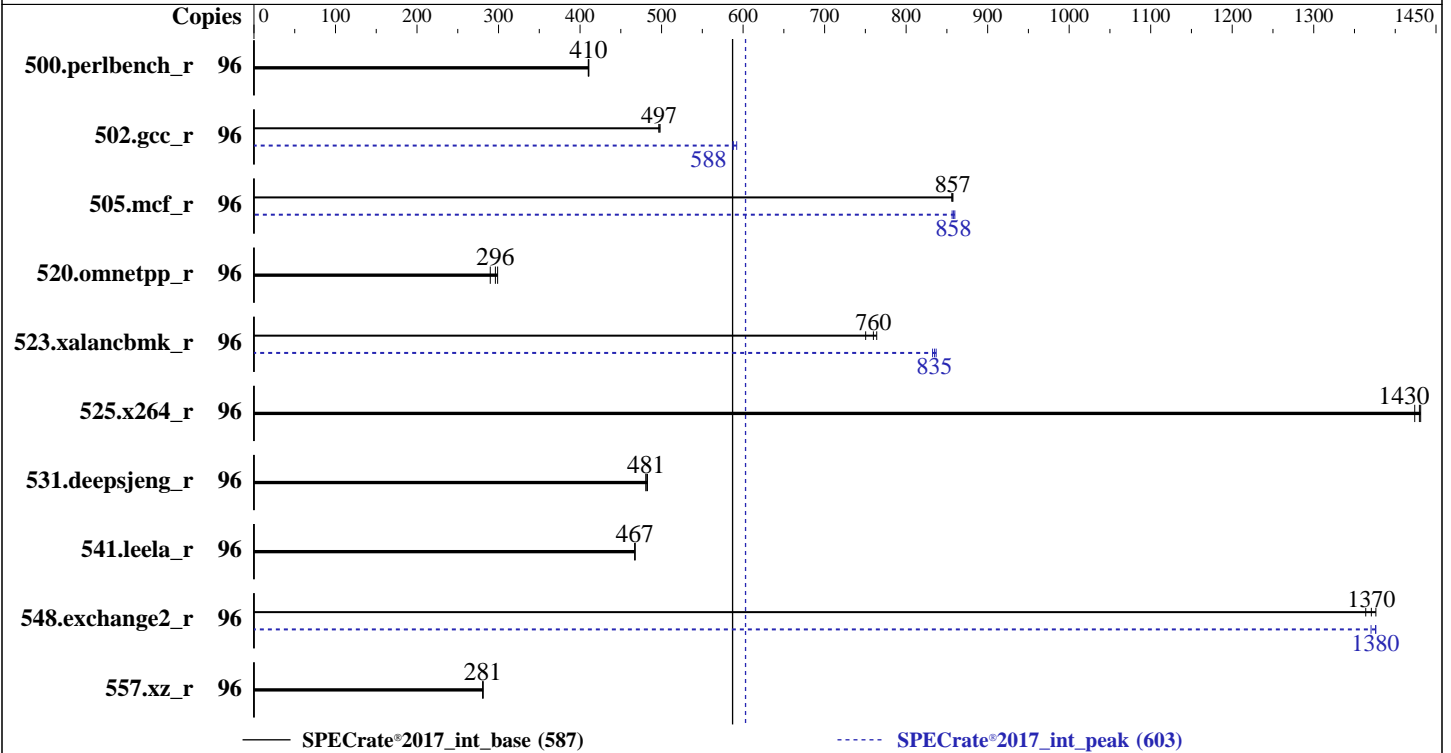 Copies 0 100 200 300 400 500 600 700 800 900 1000 1100 1200 1300 1450
500.perlbench_r 96 410
502.gcc_r 96 497
588
505.mcf_r 96 857
858
520.omnetpp_r 96 296
523.xalancbmk_r 96 760
835
525.x264_r 96 1430
531.deepsjeng_r 96 481
541.leela_r 96 467
548.exchange2_r 96 1370
1380
557.xz_r 96 281
SPECrate®2017_int_base (587) SPECrate®2017_int_peak (603)